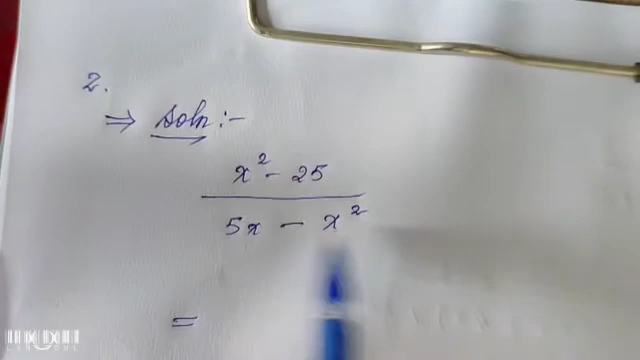 2.
⇒ Soln :-
x² - 25
5x - x²
=